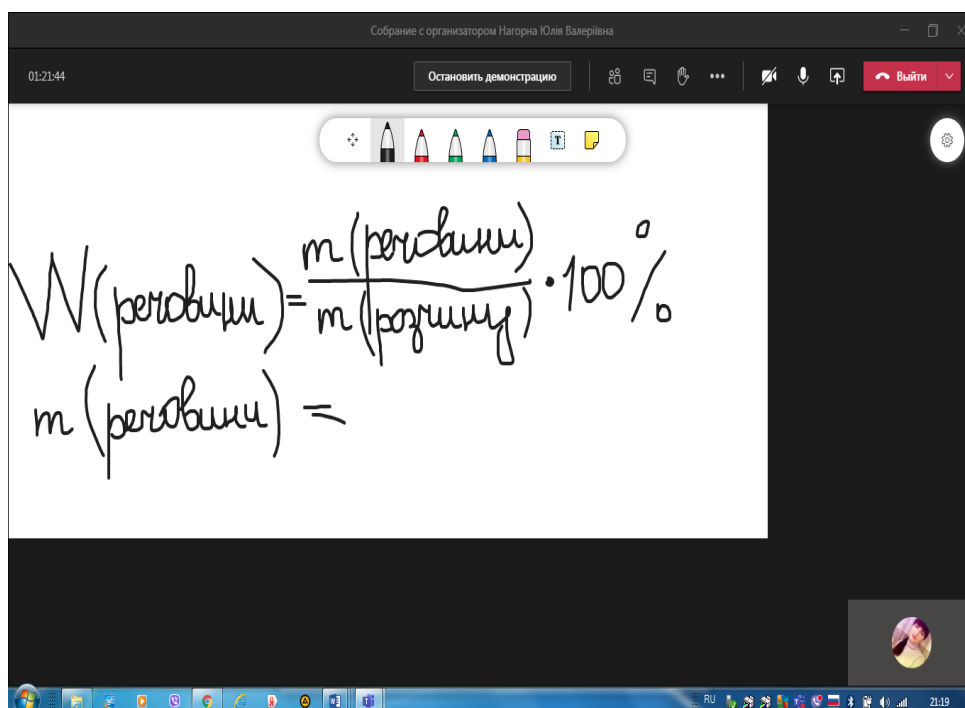 Собрание с организатором Нагорна Юлія Валеріївна
01:21:44
Остановить демонстрацию
Выйти
T
W(речовини) = m(речовини) / m(розчину) · 100%
m(речовини) =
RU
21:19